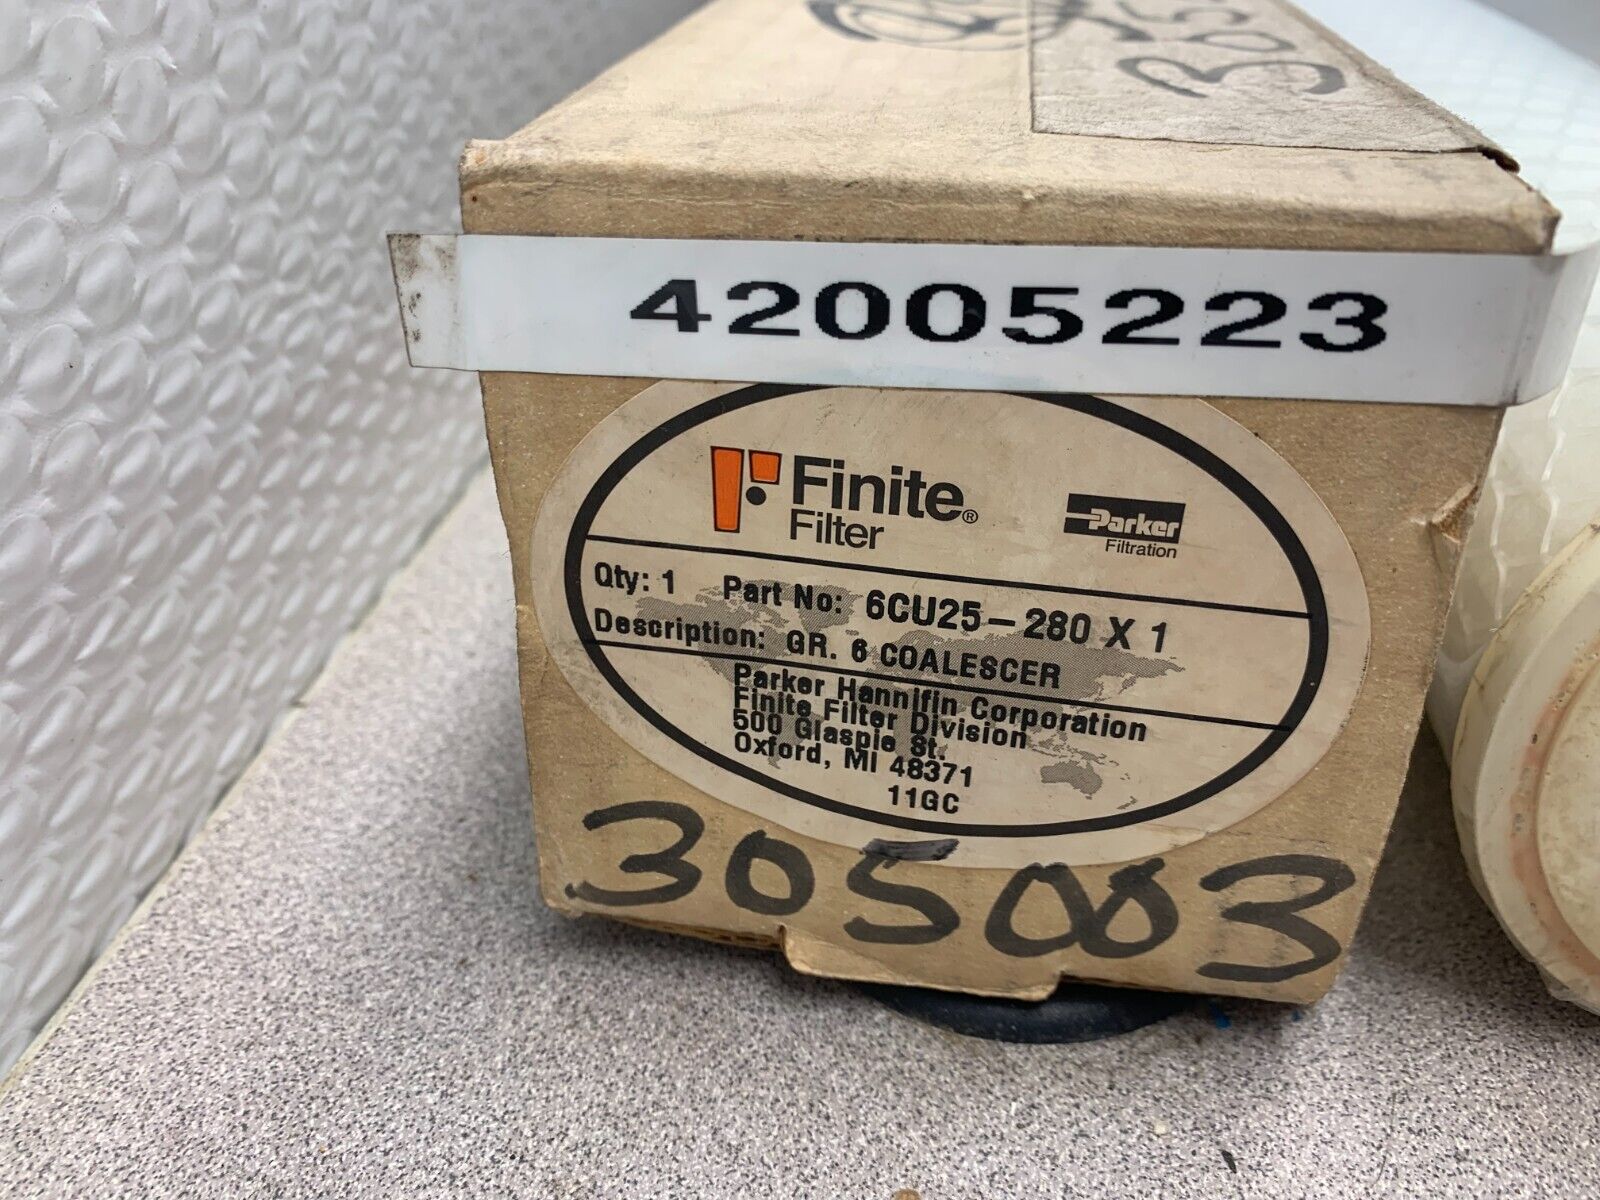 305
42005223
Finite®
Filter
Parker
Filtration
Qty: 1 Part No: 6CU25-280 X 1
Description: GR. 6 COALESCER
Parker Hannifin Corporation
Finite Filter Division
500 Glaspie St.
Oxford, MI 48371
11GC
305003